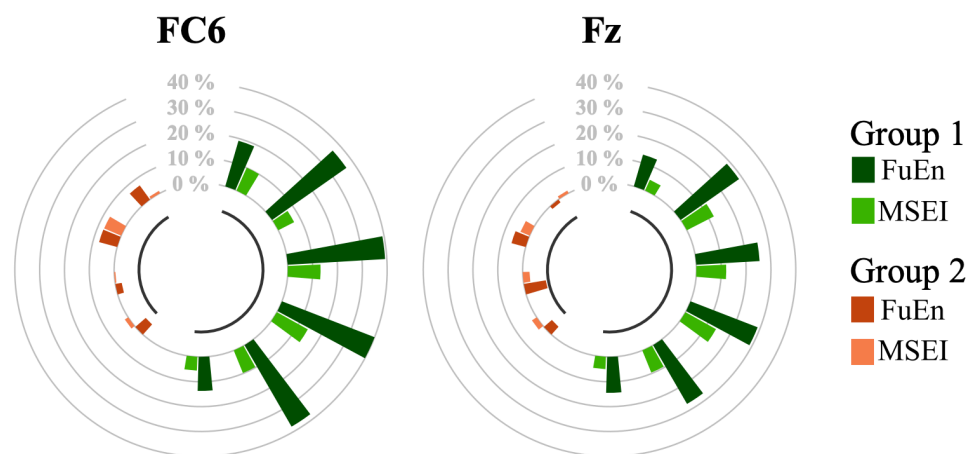 FC6
Fz
40 %
30 %
20 %
10 %
0 %
40 %
30 %
20 %
10 %
0 %
Group 1
FuEn
MSEI
Group 2
FuEn
MSEI